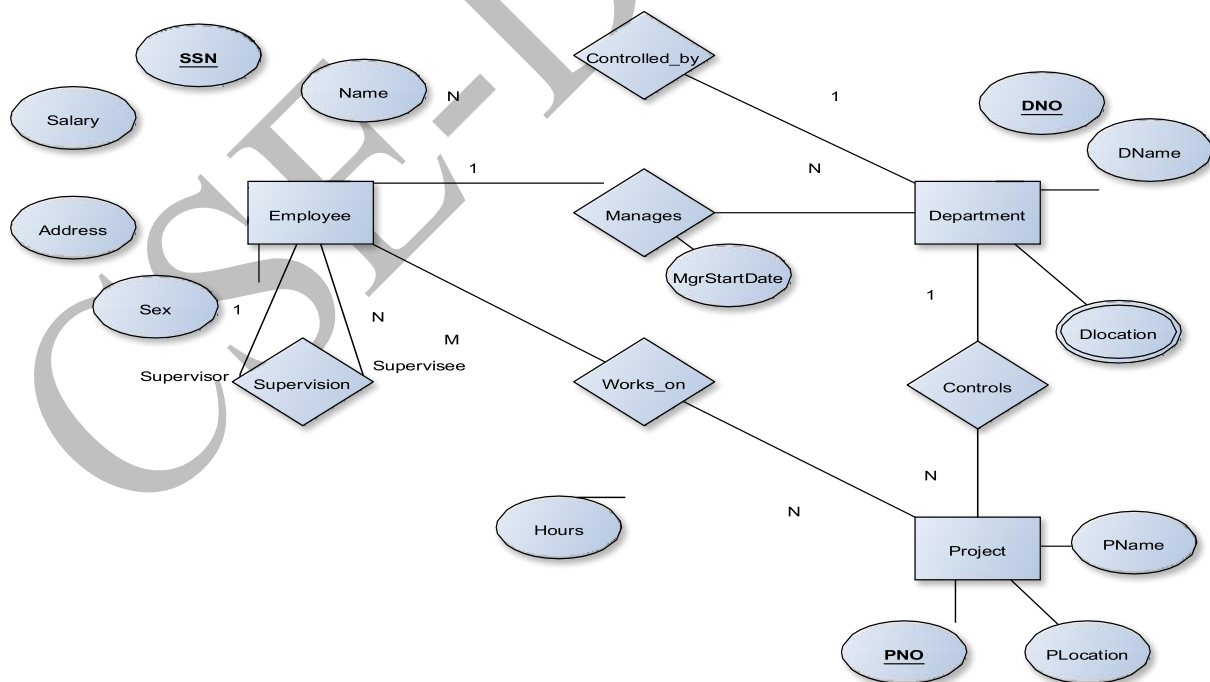 Controlled_by
SSN
Name
N
1
DNO
Salary
DName
1
N
Employee
Manages
Department
Address
MgrStartDate
Sex
1
N
M
1
Dlocation
Supervisor
Supervision
Supervisee
Works_on
Controls
N
N
Hours
Project
PName
PNO
PLocation